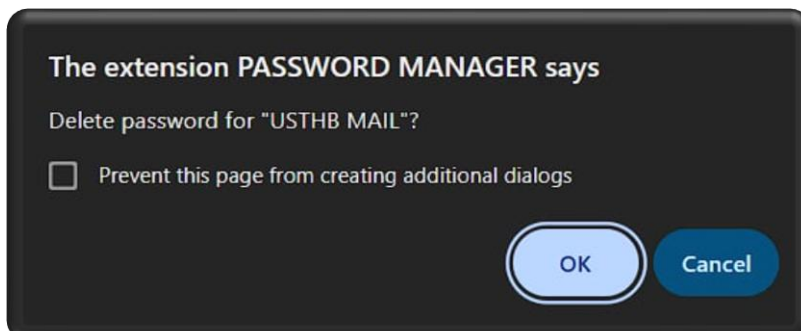 The extension PASSWORD MANAGER says
Delete password for "USTHB MAIL"?
Prevent this page from creating additional dialogs
OK
Cancel